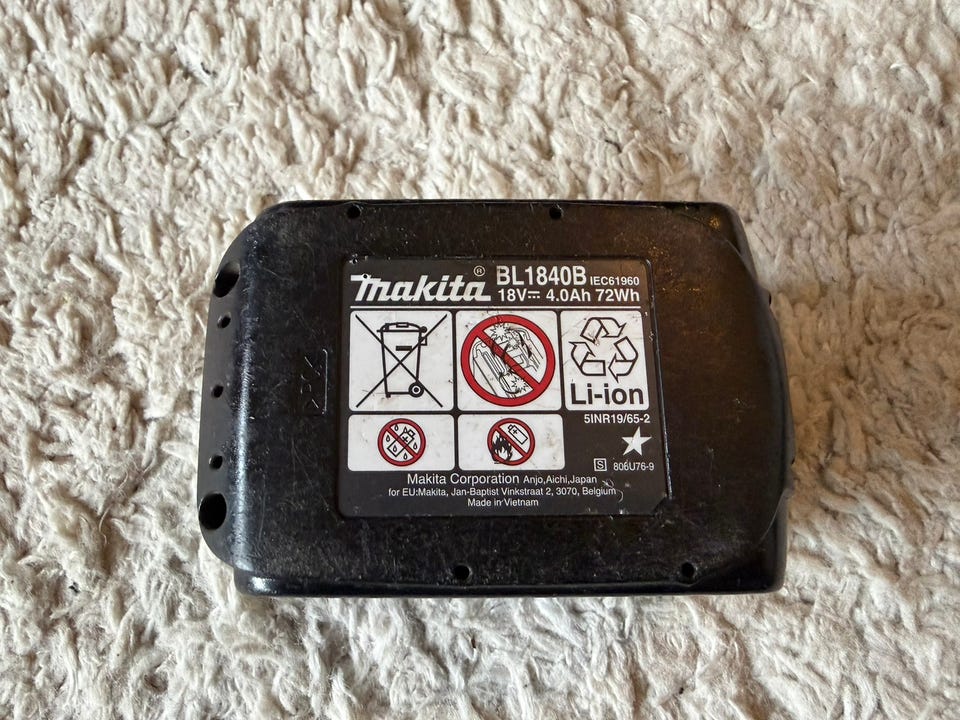 makita® BL1840B IEC61960
18V⎓ 4.0Ah 72Wh
Li-ion
5INR19/65-2
S 806U76-9
Makita Corporation Anjo,Aichi,Japan
for EU:Makita, Jan-Baptist Vinkstraat 2, 3070, Belgium
Made in Vietnam